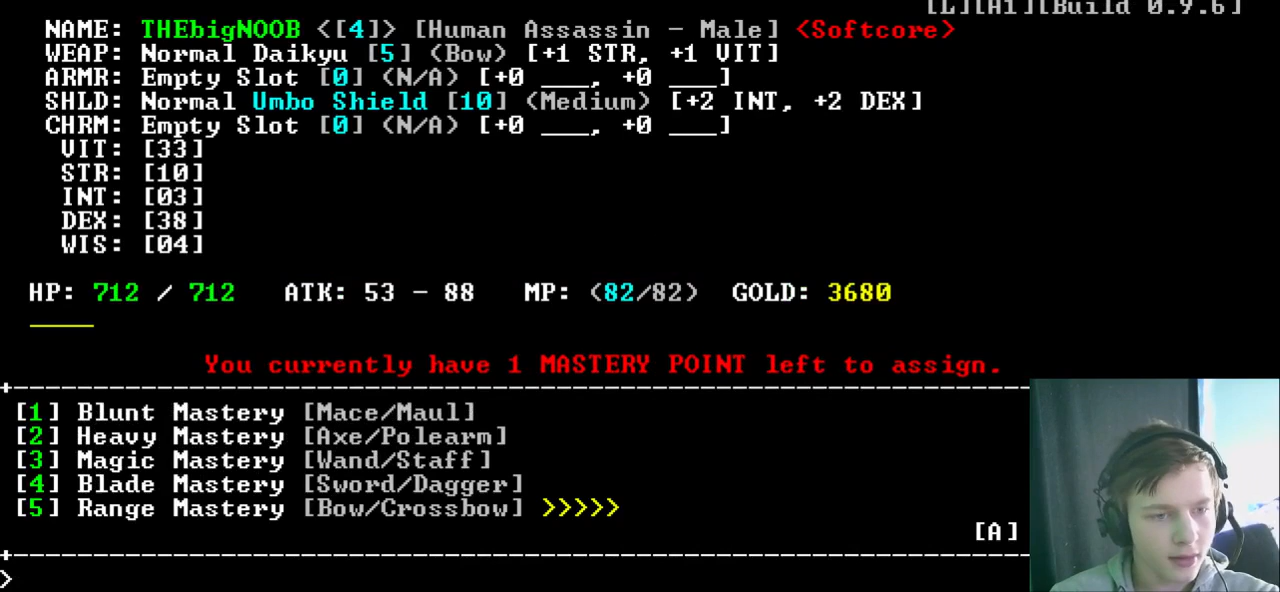 [L][Ai][Build 0.9.6]
NAME: THEbigNOOB <[4]> [Human Assassin - Male] <Softcore>
WEAP: Normal Daikyu [5] (Bow) [+1 STR, +1 VIT]
ARMR: Empty Slot [0] (N/A) [+0 ___, +0 ___]
SHLD: Normal Umbo Shield [10] (Medium) [+2 INT, +2 DEX]
CHRM: Empty Slot [0] (N/A) [+0 ___, +0 ___]
VIT: [33]
STR: [10]
INT: [03]
DEX: [38]
WIS: [04]
HP: 712 / 712 ATK: 53 - 88 MP: (82/82) GOLD: 3680
You currently have 1 MASTERY POINT left to assign.
[1] Blunt Mastery [Mace/Maul]
[2] Heavy Mastery [Axe/Polearm]
[3] Magic Mastery [Wand/Staff]
[4] Blade Mastery [Sword/Dagger]
[5] Range Mastery [Bow/Crossbow] >>>>>
[A]
>